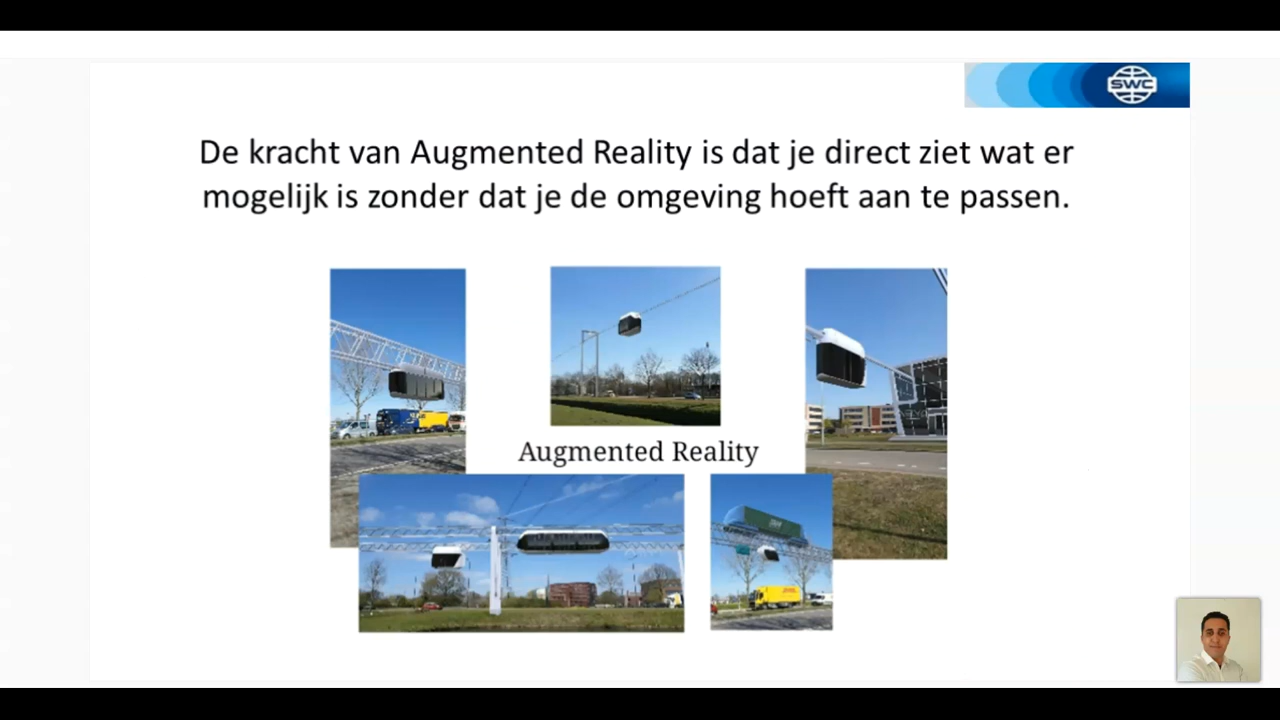 SWC
De kracht van Augmented Reality is dat je direct ziet wat er
mogelijk is zonder dat je de omgeving hoeft aan te passen.
Augmented Reality